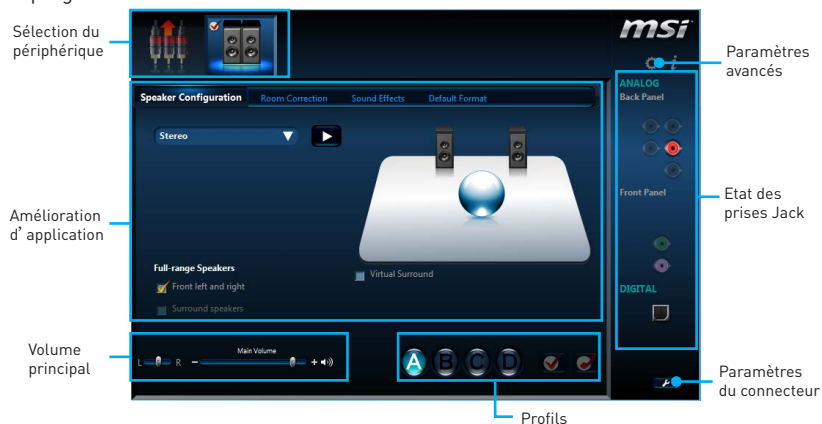 Sélection du
périphérique
msi
i
Paramètres
avancés
Speaker Configuration
Room Correction
Sound Effects
Default Format
ANALOG
Back Panel
Stereo
Front Panel
Etat des
prises Jack
Amélioration
d'application
Full-range Speakers
Front left and right
Surround speakers
Virtual Surround
DIGITAL
Volume
principal
Main Volume
L
R
-
+
A
B
C
D
Paramètres
du connecteur
Profils